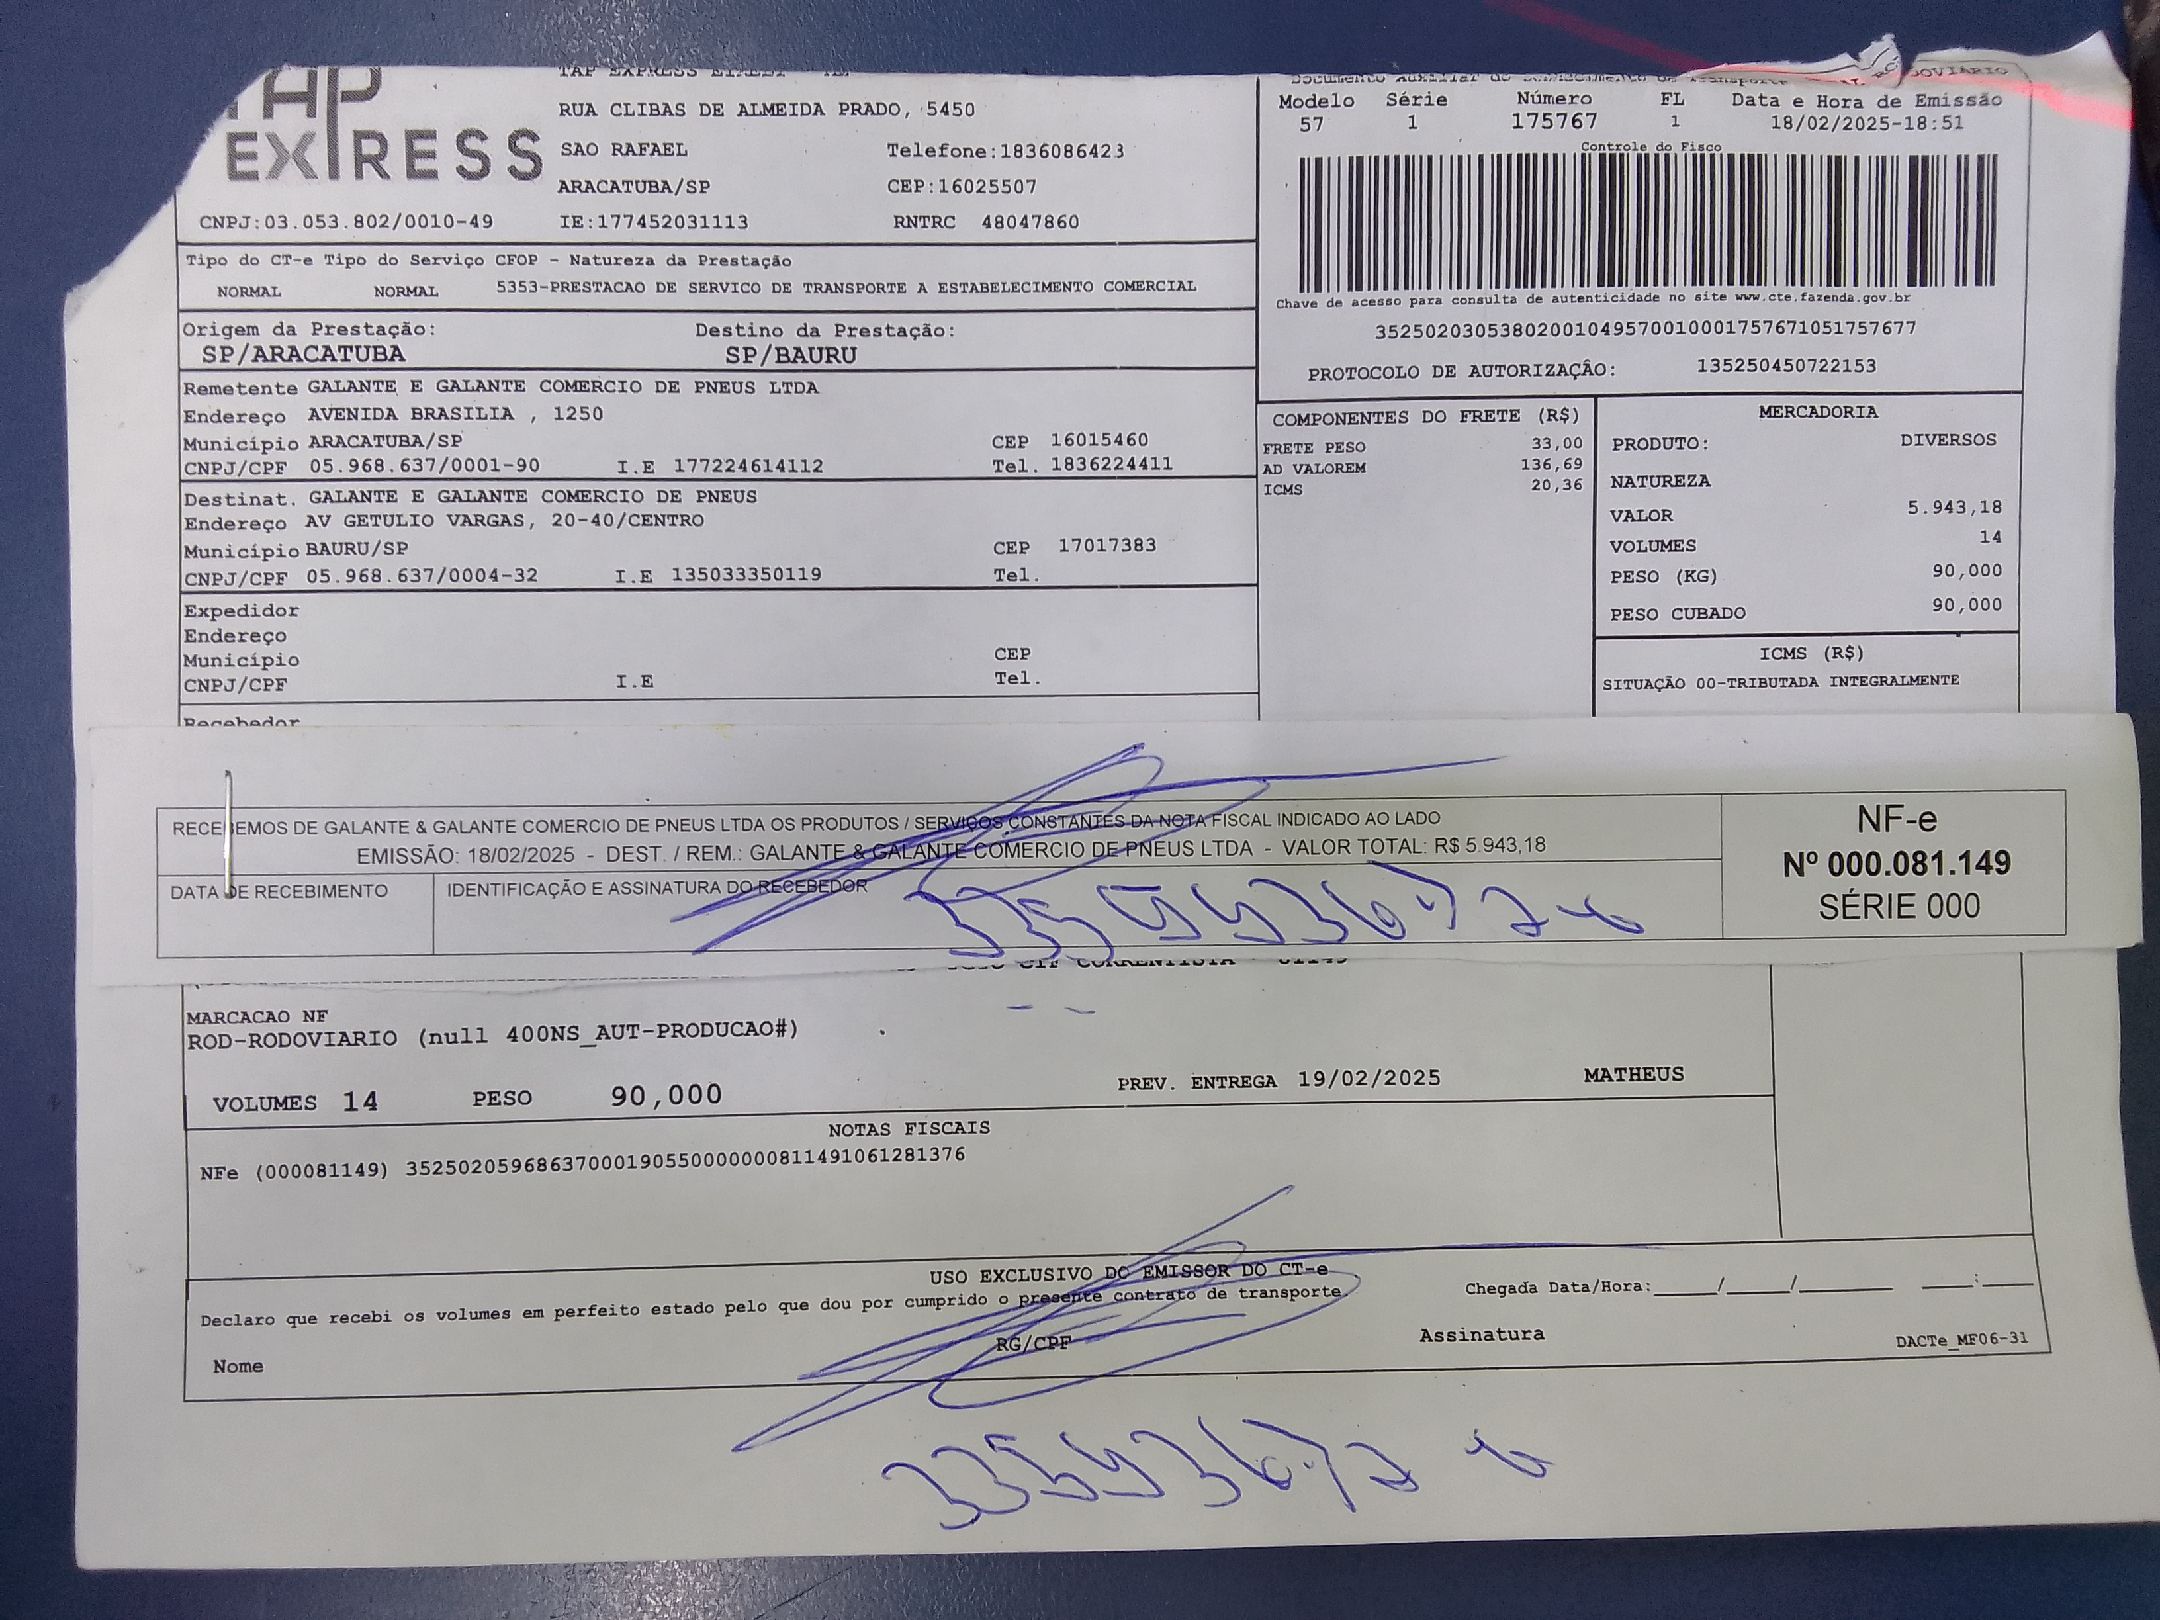 TAP EXPRESS
RUA CLIBAS DE ALMEIDA PRADO, 5450
SAO RAFAEL Telefone:1836086423
ARACATUBA/SP CEP:16025507
CNPJ:03.053.802/0010-49 IE:177452031113 RNTRC 48047860
Modelo Série Número FL Data e Hora de Emissão
57 1 175767 1 18/02/2025-18:51
Controle do Fisco
Chave de acesso para consulta de autenticidade no site www.cte.fazenda.gov.br
35250203053802001049570010001757671051757677
PROTOCOLO DE AUTORIZAÇÂO: 135250450722153
Tipo do CT-e Tipo do Serviço CFOP - Natureza da Prestação
NORMAL NORMAL 5353-PRESTACAO DE SERVICO DE TRANSPORTE A ESTABELECIMENTO COMERCIAL
Origem da Prestação: Destino da Prestação:
SP/ARACATUBA SP/BAURU
Remetente GALANTE E GALANTE COMERCIO DE PNEUS LTDA
Endereço AVENIDA BRASILIA , 1250
Município ARACATUBA/SP CEP 16015460
CNPJ/CPF 05.968.637/0001-90 I.E 177224614112 Tel. 1836224411
Destinat. GALANTE E GALANTE COMERCIO DE PNEUS
Endereço AV GETULIO VARGAS, 20-40/CENTRO
Município BAURU/SP CEP 17017383
CNPJ/CPF 05.968.637/0004-32 I.E 135033350119 Tel.
Expedidor
Endereço
Município CEP
CNPJ/CPF I.E Tel.
Recebedor
COMPONENTES DO FRETE (R$)
FRETE PESO 33,00
AD VALOREM 136,69
ICMS 20,36
MERCADORIA
PRODUTO: DIVERSOS
NATUREZA
VALOR 5.943,18
VOLUMES 14
PESO (KG) 90,000
PESO CUBADO 90,000
ICMS (R$)
SITUAÇÃO 00-TRIBUTADA INTEGRALMENTE
RECEBEMOS DE GALANTE & GALANTE COMERCIO DE PNEUS LTDA OS PRODUTOS / SERVIÇOS CONSTANTES DA NOTA FISCAL INDICADO AO LADO
EMISSÃO: 18/02/2025 - DEST. / REM.: GALANTE & GALANTE COMERCIO DE PNEUS LTDA - VALOR TOTAL: R$ 5.943,18
DATA DE RECEBIMENTO IDENTIFICAÇÃO E ASSINATURA DO RECEBEDOR
NF-e
Nº 000.081.149
SÉRIE 000
MARCACAO NF
ROD-RODOVIARIO (null 400NS_AUT-PRODUCAO#)
VOLUMES 14 PESO 90,000 PREV. ENTREGA 19/02/2025 MATHEUS
NOTAS FISCAIS
NFe (000081149) 35250205968637000190550000000811491061281376
USO EXCLUSIVO DO EMISSOR DO CT-e
Declaro que recebi os volumes em perfeito estado pelo que dou por cumprido o presente contrato de transporte
Chegada Data/Hora:_____/_____/________ ____:____
Nome RG/CPF Assinatura DACTe_MF06-31